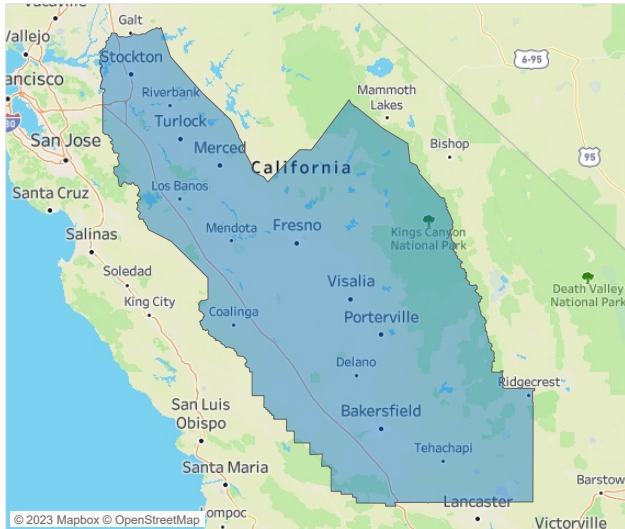 Vacaville
Galt
Vallejo
Stockton
6-95
ancisco
Riverbank
Mammoth
Lakes
80
Turlock
San Jose
Merced
Bishop
95
California
Santa Cruz
Los Banos
Salinas
Mendota
Fresno
Kings Canyon
National Park
Soledad
Visalia
Death Valley
National Park
King City
Coalinga
Porterville
Delano
Ridgecrest
San Luis
Obispo
Bakersfield
Tehachapi
Santa Maria
Barstow
Lompoc
Lancaster
Victorville
© 2023 Mapbox © OpenStreetMap